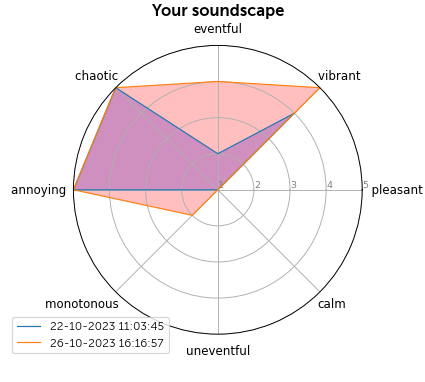 Your soundscape
eventful
chaotic
vibrant
annoying
1
2
3
4
5
pleasant
monotonous
calm
22-10-2023 11:03:45
26-10-2023 16:16:57
uneventful